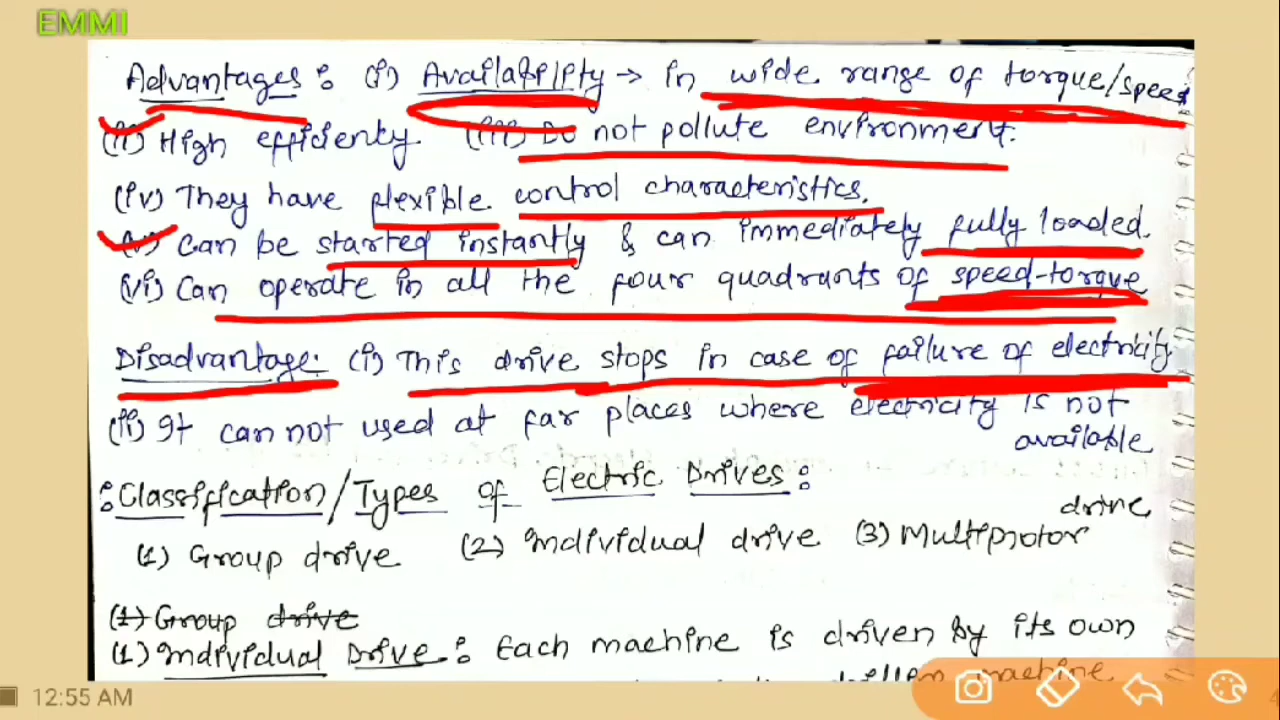 EMMI
Advantages: (i) Availability → in wide range of torque/speed
(ii) High efficiency. (iii) Do not pollute environment.
(iv) They have flexible control characteristics.
(v) Can be started instantly & can immediately fully loaded.
(vi) Can operate in all the four quadrants of speed-torque
Disadvantage: (i) This drive stops in case of failure of electricity
(ii) It can not used at far places where electricity is not
available
:Classification/Types of Electric Drives:
(1) Group drive (2) Individual drive (3) Multimotor
drive
(1) Group drive
(1) Individual Drive: Each machine is driven by its own
machine
12:55 AM